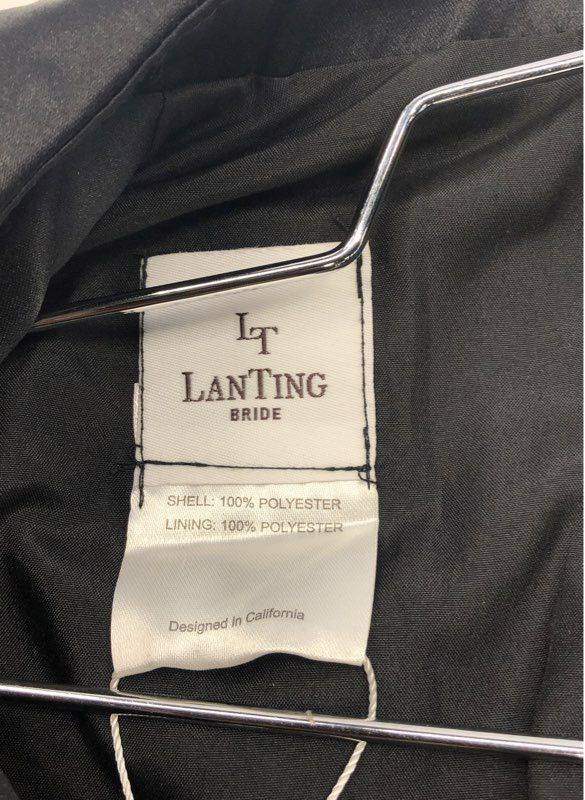 LT
LANTING
BRIDE
SHELL: 100% POLYESTER
LINING: 100% POLYESTER
Designed in California